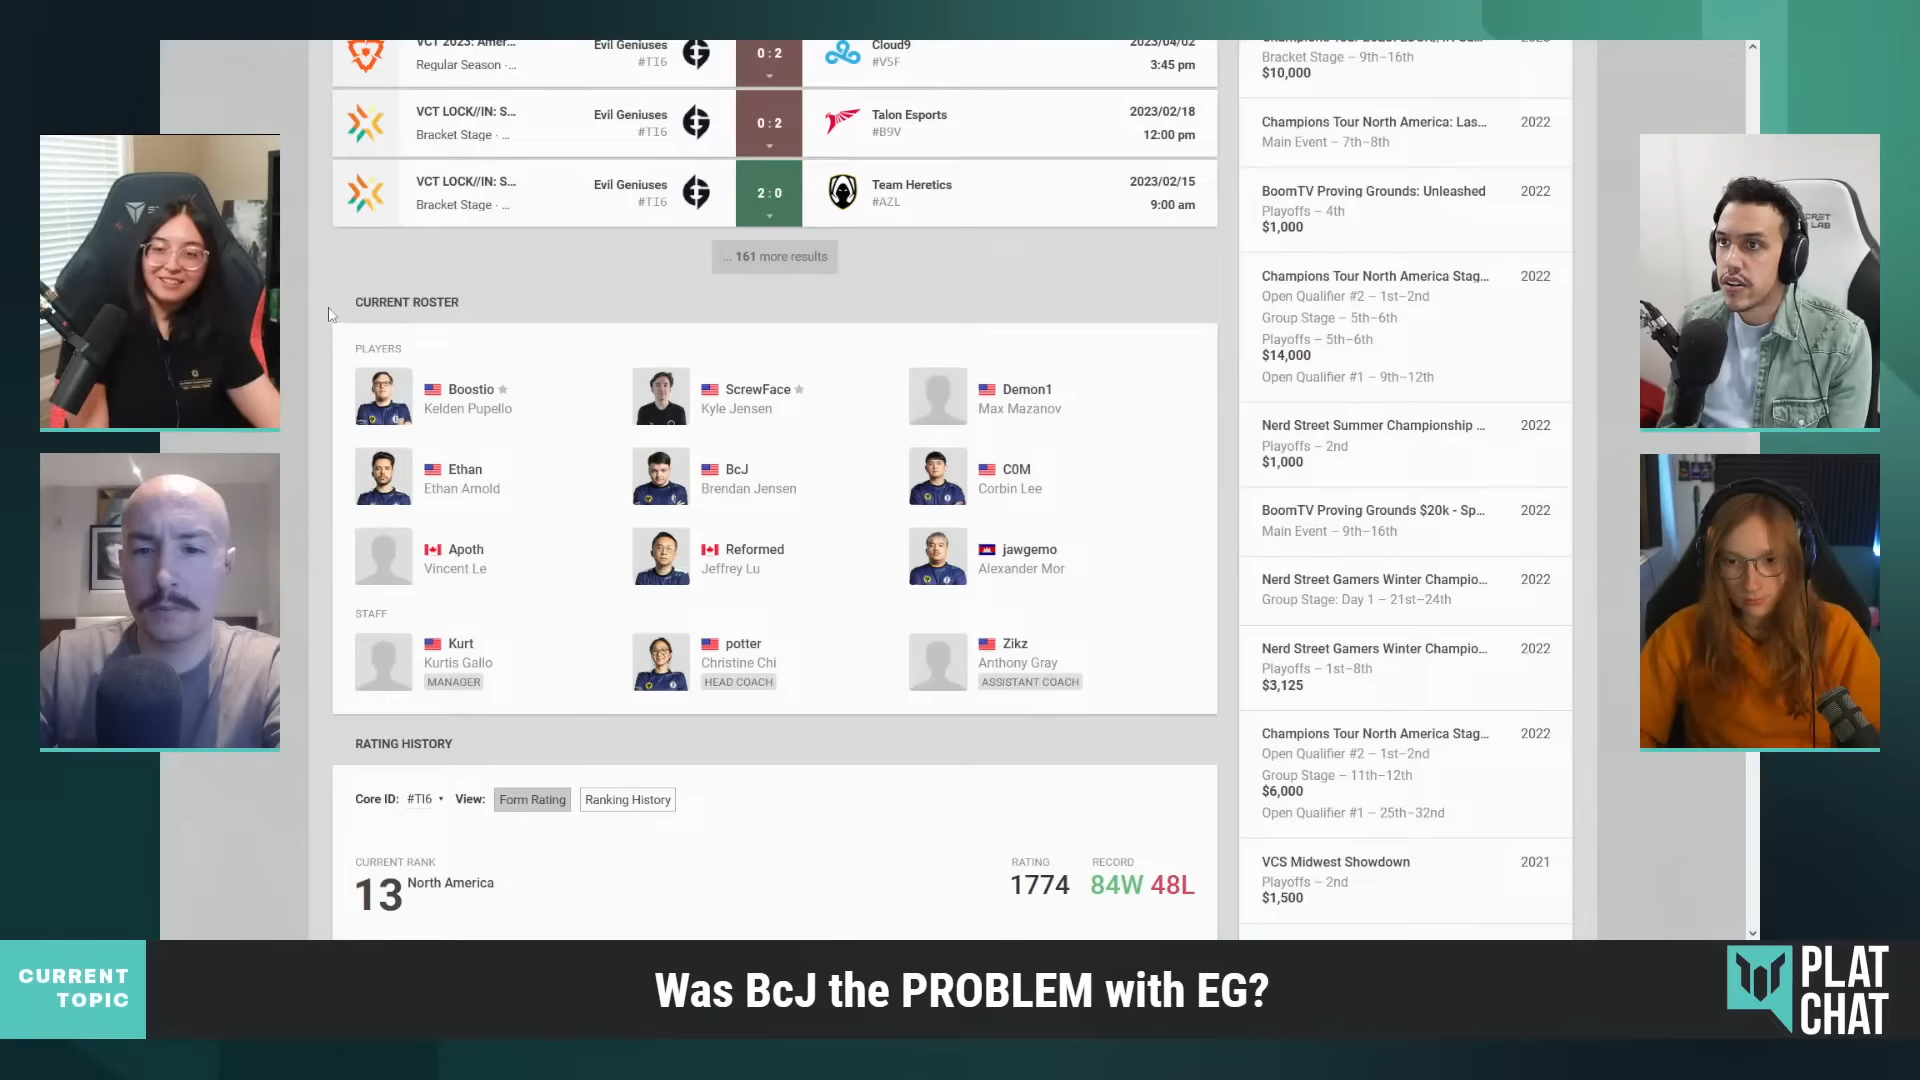 VCT 2023: Amer...
Regular Season ·...
Evil Geniuses
#TI6
0 : 2
Cloud9
#V5F
2023/04/02
3:45 pm
VCT LOCK//IN: S...
Bracket Stage · ...
Evil Geniuses
#TI6
0 : 2
Talon Esports
#B9V
2023/02/18
12:00 pm
VCT LOCK//IN: S...
Bracket Stage · ...
Evil Geniuses
#TI6
2 : 0
Team Heretics
#AZL
2023/02/15
9:00 am
... 161 more results
CURRENT ROSTER
PLAYERS
Boostio
Kelden Pupello
ScrewFace
Kyle Jensen
Demon1
Max Mazanov
Ethan
Ethan Arnold
BcJ
Brendan Jensen
C0M
Corbin Lee
Apoth
Vincent Le
Reformed
Jeffrey Lu
jawgemo
Alexander Mor
STAFF
Kurt
Kurtis Gallo
MANAGER
potter
Christine Chi
HEAD COACH
Zikz
Anthony Gray
ASSISTANT COACH
RATING HISTORY
Core ID: #TI6 View: Form Rating Ranking History
CURRENT RANK
13 North America
RATING
1774
RECORD
84W 48L
Bracket Stage – 9th–16th
$10,000
Champions Tour North America: Las... 2022
Main Event – 7th–8th
BoomTV Proving Grounds: Unleashed 2022
Playoffs – 4th
$1,000
Champions Tour North America Stag... 2022
Open Qualifier #2 – 1st–2nd
Group Stage – 5th–6th
Playoffs – 5th–6th
$14,000
Open Qualifier #1 – 9th–12th
Nerd Street Summer Championship ... 2022
Playoffs – 2nd
$1,000
BoomTV Proving Grounds $20k - Sp... 2022
Main Event – 9th–16th
Nerd Street Gamers Winter Champio... 2022
Group Stage: Day 1 – 21st–24th
Nerd Street Gamers Winter Champio... 2022
Playoffs – 1st–8th
$3,125
Champions Tour North America Stag... 2022
Open Qualifier #2 – 1st–2nd
Group Stage – 11th–12th
$6,000
Open Qualifier #1 – 25th–32nd
VCS Midwest Showdown 2021
Playoffs – 2nd
$1,500
CURRENT
TOPIC
Was BcJ the PROBLEM with EG?
PLAT
CHAT